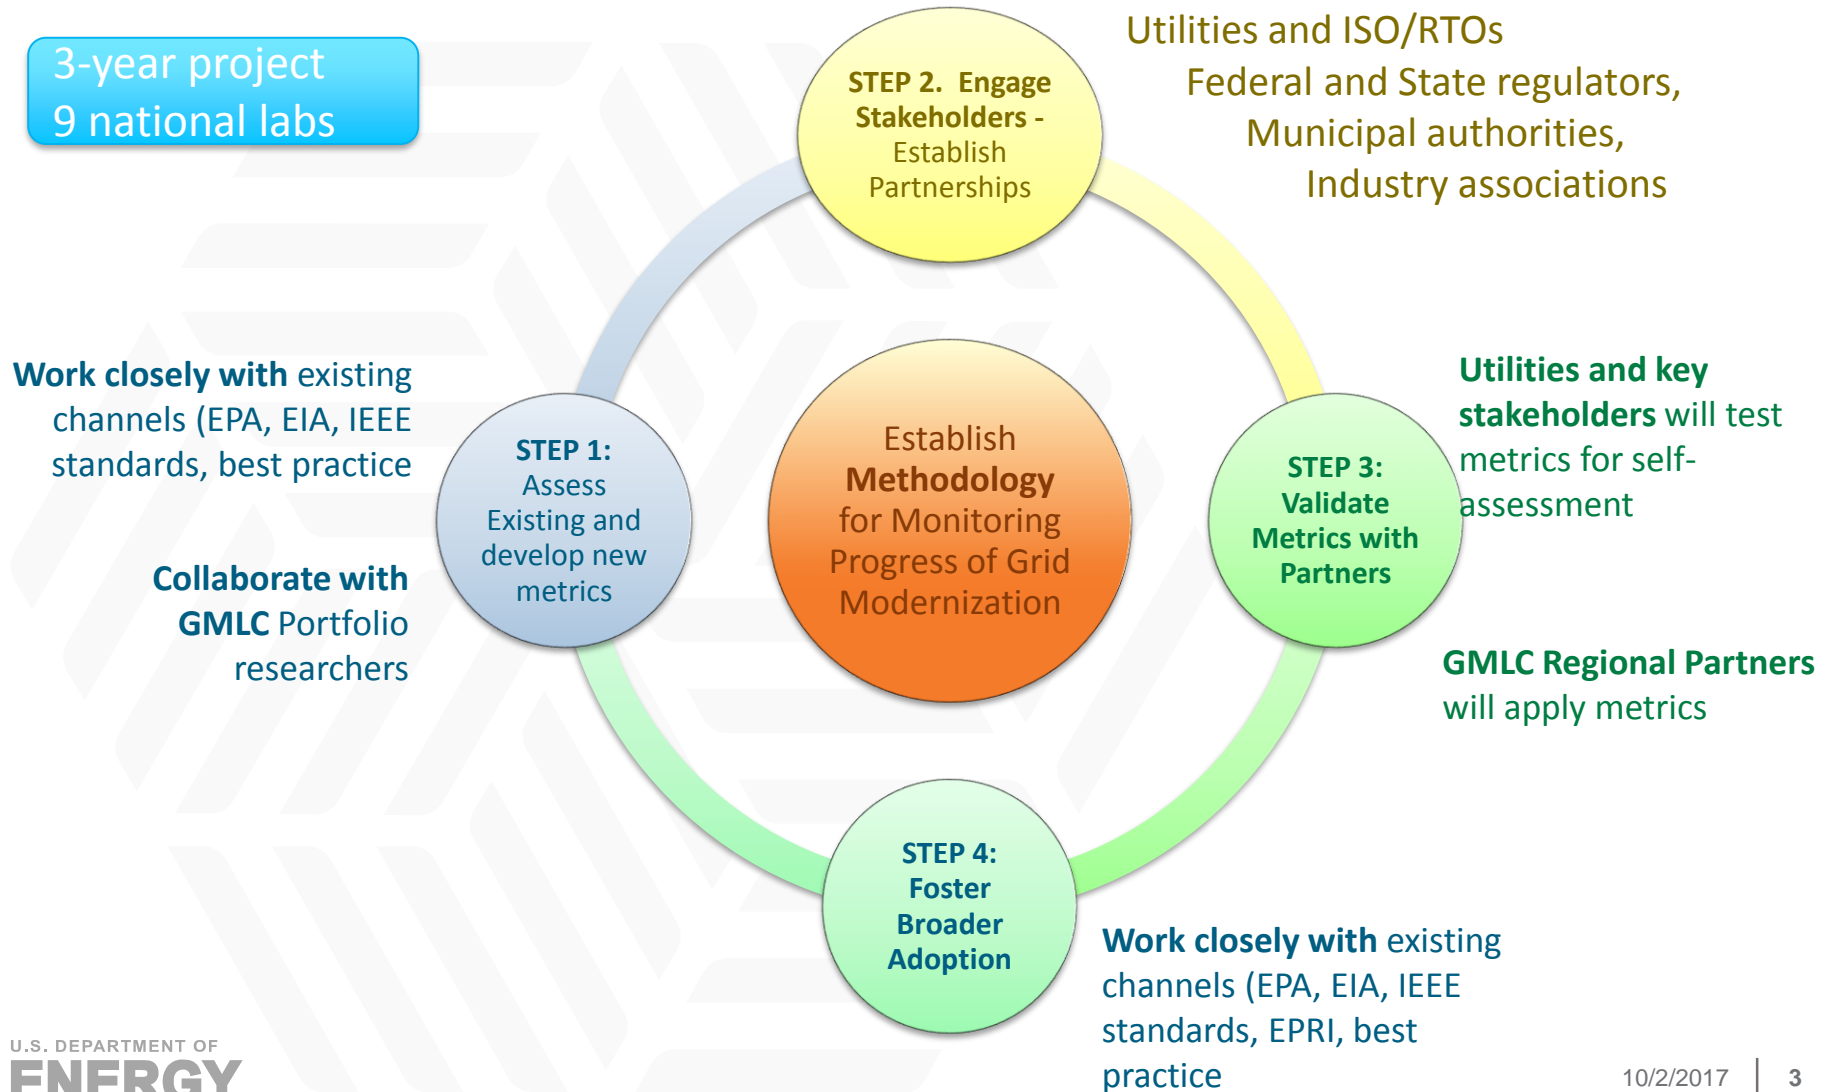 3-year project
9 national labs
STEP 2.  Engage
Stakeholders -
Establish
Partnerships
Utilities and ISO/RTOs
Federal and State regulators,
Municipal authorities,
Industry associations
Work closely with existing
channels (EPA, EIA, IEEE
standards, best practice
Collaborate with
GMLC Portfolio
researchers
STEP 1:
Assess
Existing and
develop new
metrics
Establish
Methodology
for Monitoring
Progress of Grid
Modernization
STEP 3:
Validate
Metrics with
Partners
Utilities and key
stakeholders will test
metrics for self-
assessment
GMLC Regional Partners
will apply metrics
STEP 4:
Foster
Broader
Adoption
Work closely with existing
channels (EPA, EIA, IEEE
standards, EPRI, best
practice
U.S. DEPARTMENT OF
ENERGY
10/2/2017
3